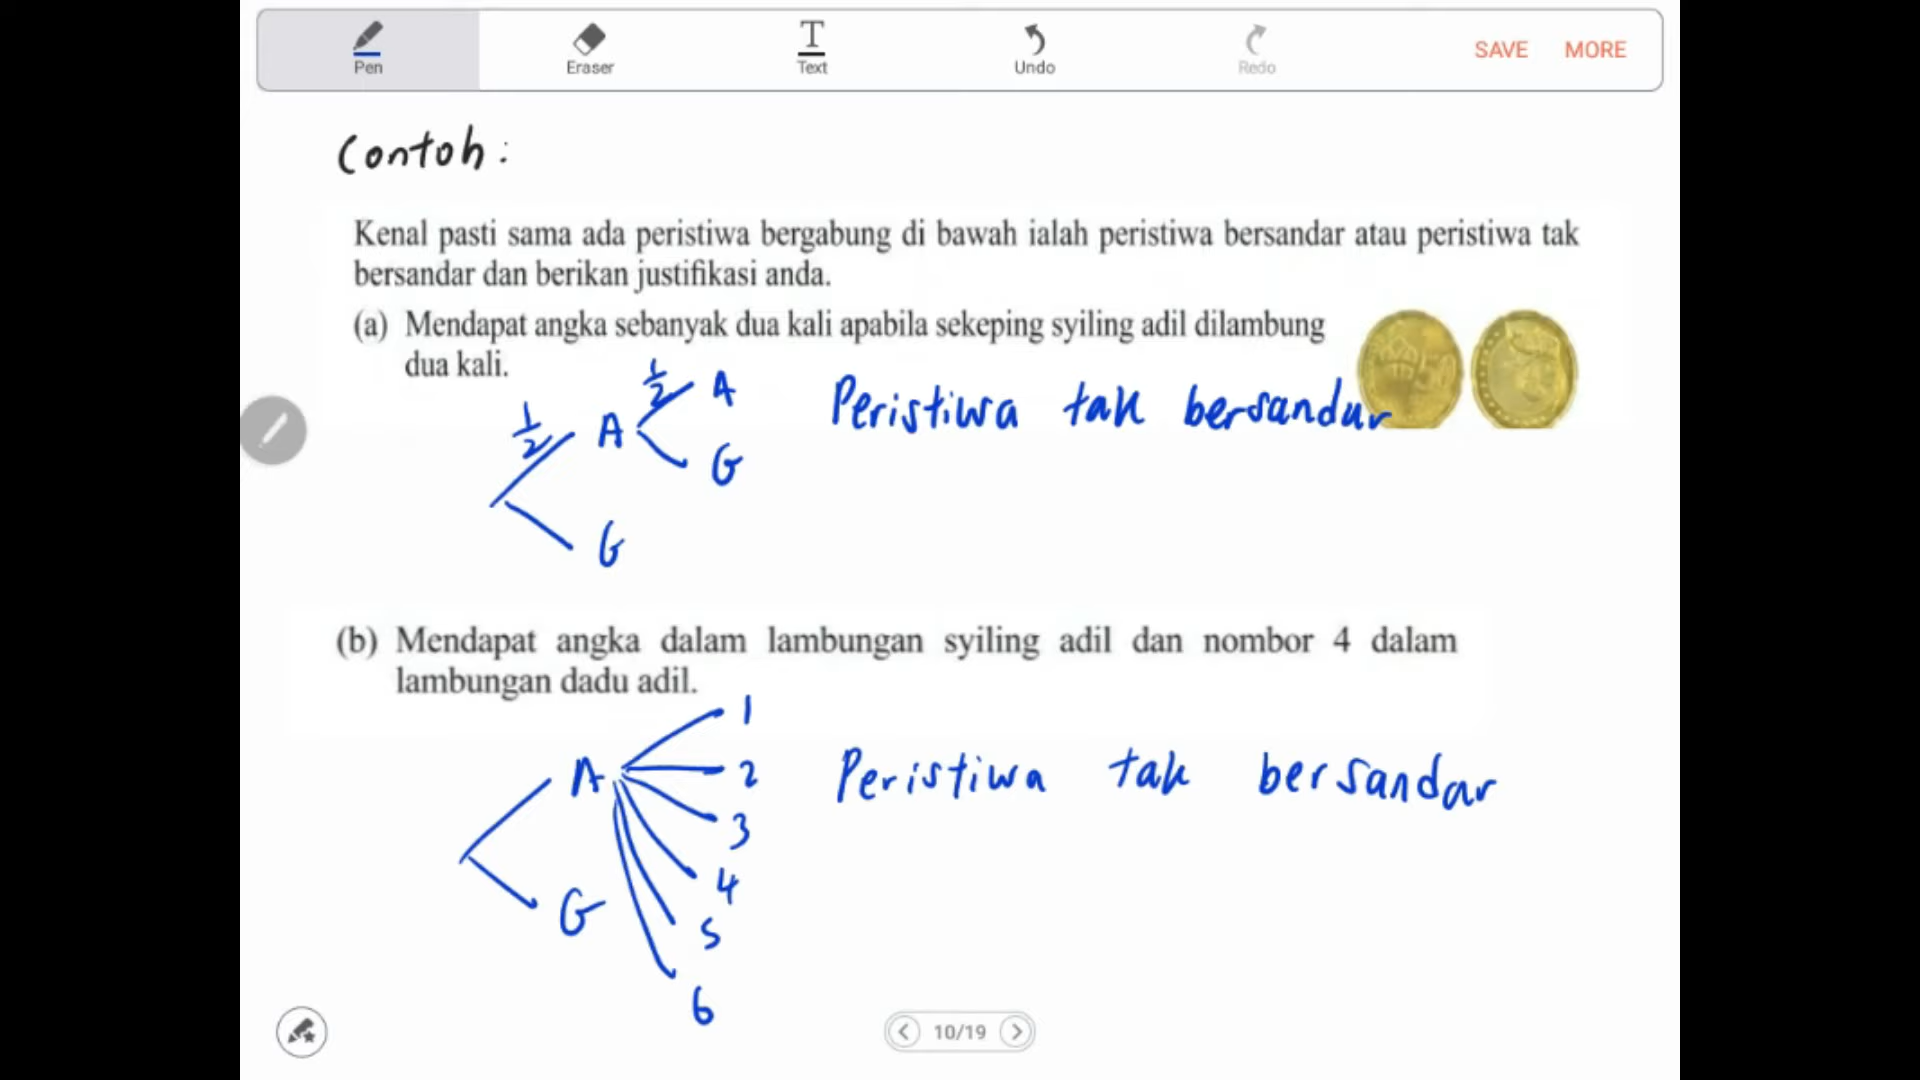 Pen
Eraser
T
Text
Undo
Redo
SAVE
MORE
Contoh:
Kenal pasti sama ada peristiwa bergabung di bawah ialah peristiwa bersandar atau peristiwa tak
bersandar dan berikan justifikasi anda.
(a) Mendapat angka sebanyak dua kali apabila sekeping syiling adil dilambung
dua kali.
1/2 A
1/2 A
G
G
Peristiwa tak bersandar
50
(b) Mendapat angka dalam lambungan syiling adil dan nombor 4 dalam
lambungan dadu adil.
A
G
1
2
3
4
5
6
Peristiwa tak bersandar
10/19